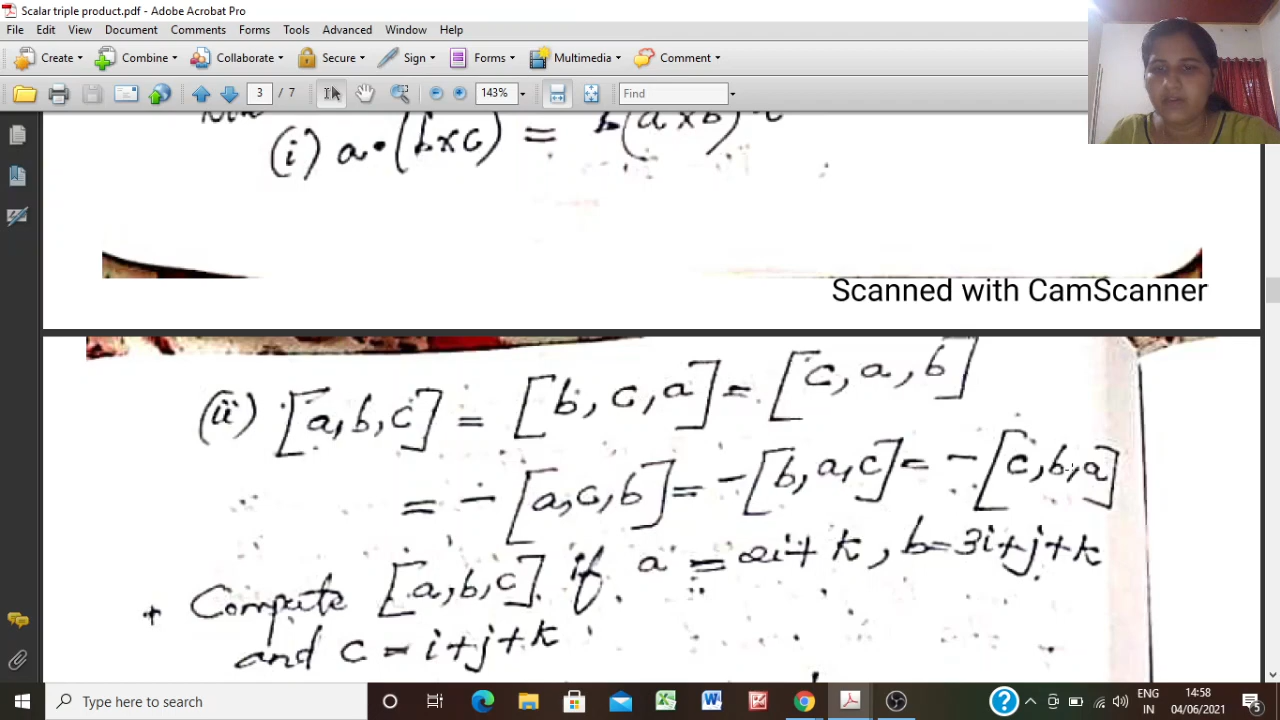 Scalar triple product.pdf - Adobe Acrobat Pro
File Edit View Document Comments Forms Tools Advanced Window Help
Create Combine Collaborate Secure Sign Forms Multimedia Comment
3 / 7 143% Find
(i) a•(b×c) = (a×b)
Scanned with CamScanner
(ii) [a,b,c] = [b, c, a] = [c, a, b]
= -[a,c,b] = -[b,a,c] = -[c,b,a]
+ Compute [a,b,c] if a = 2i+k, b=3i+j+k
and c = i+j+k
Type here to search
ENG
IN
14:58
04/06/2021
5